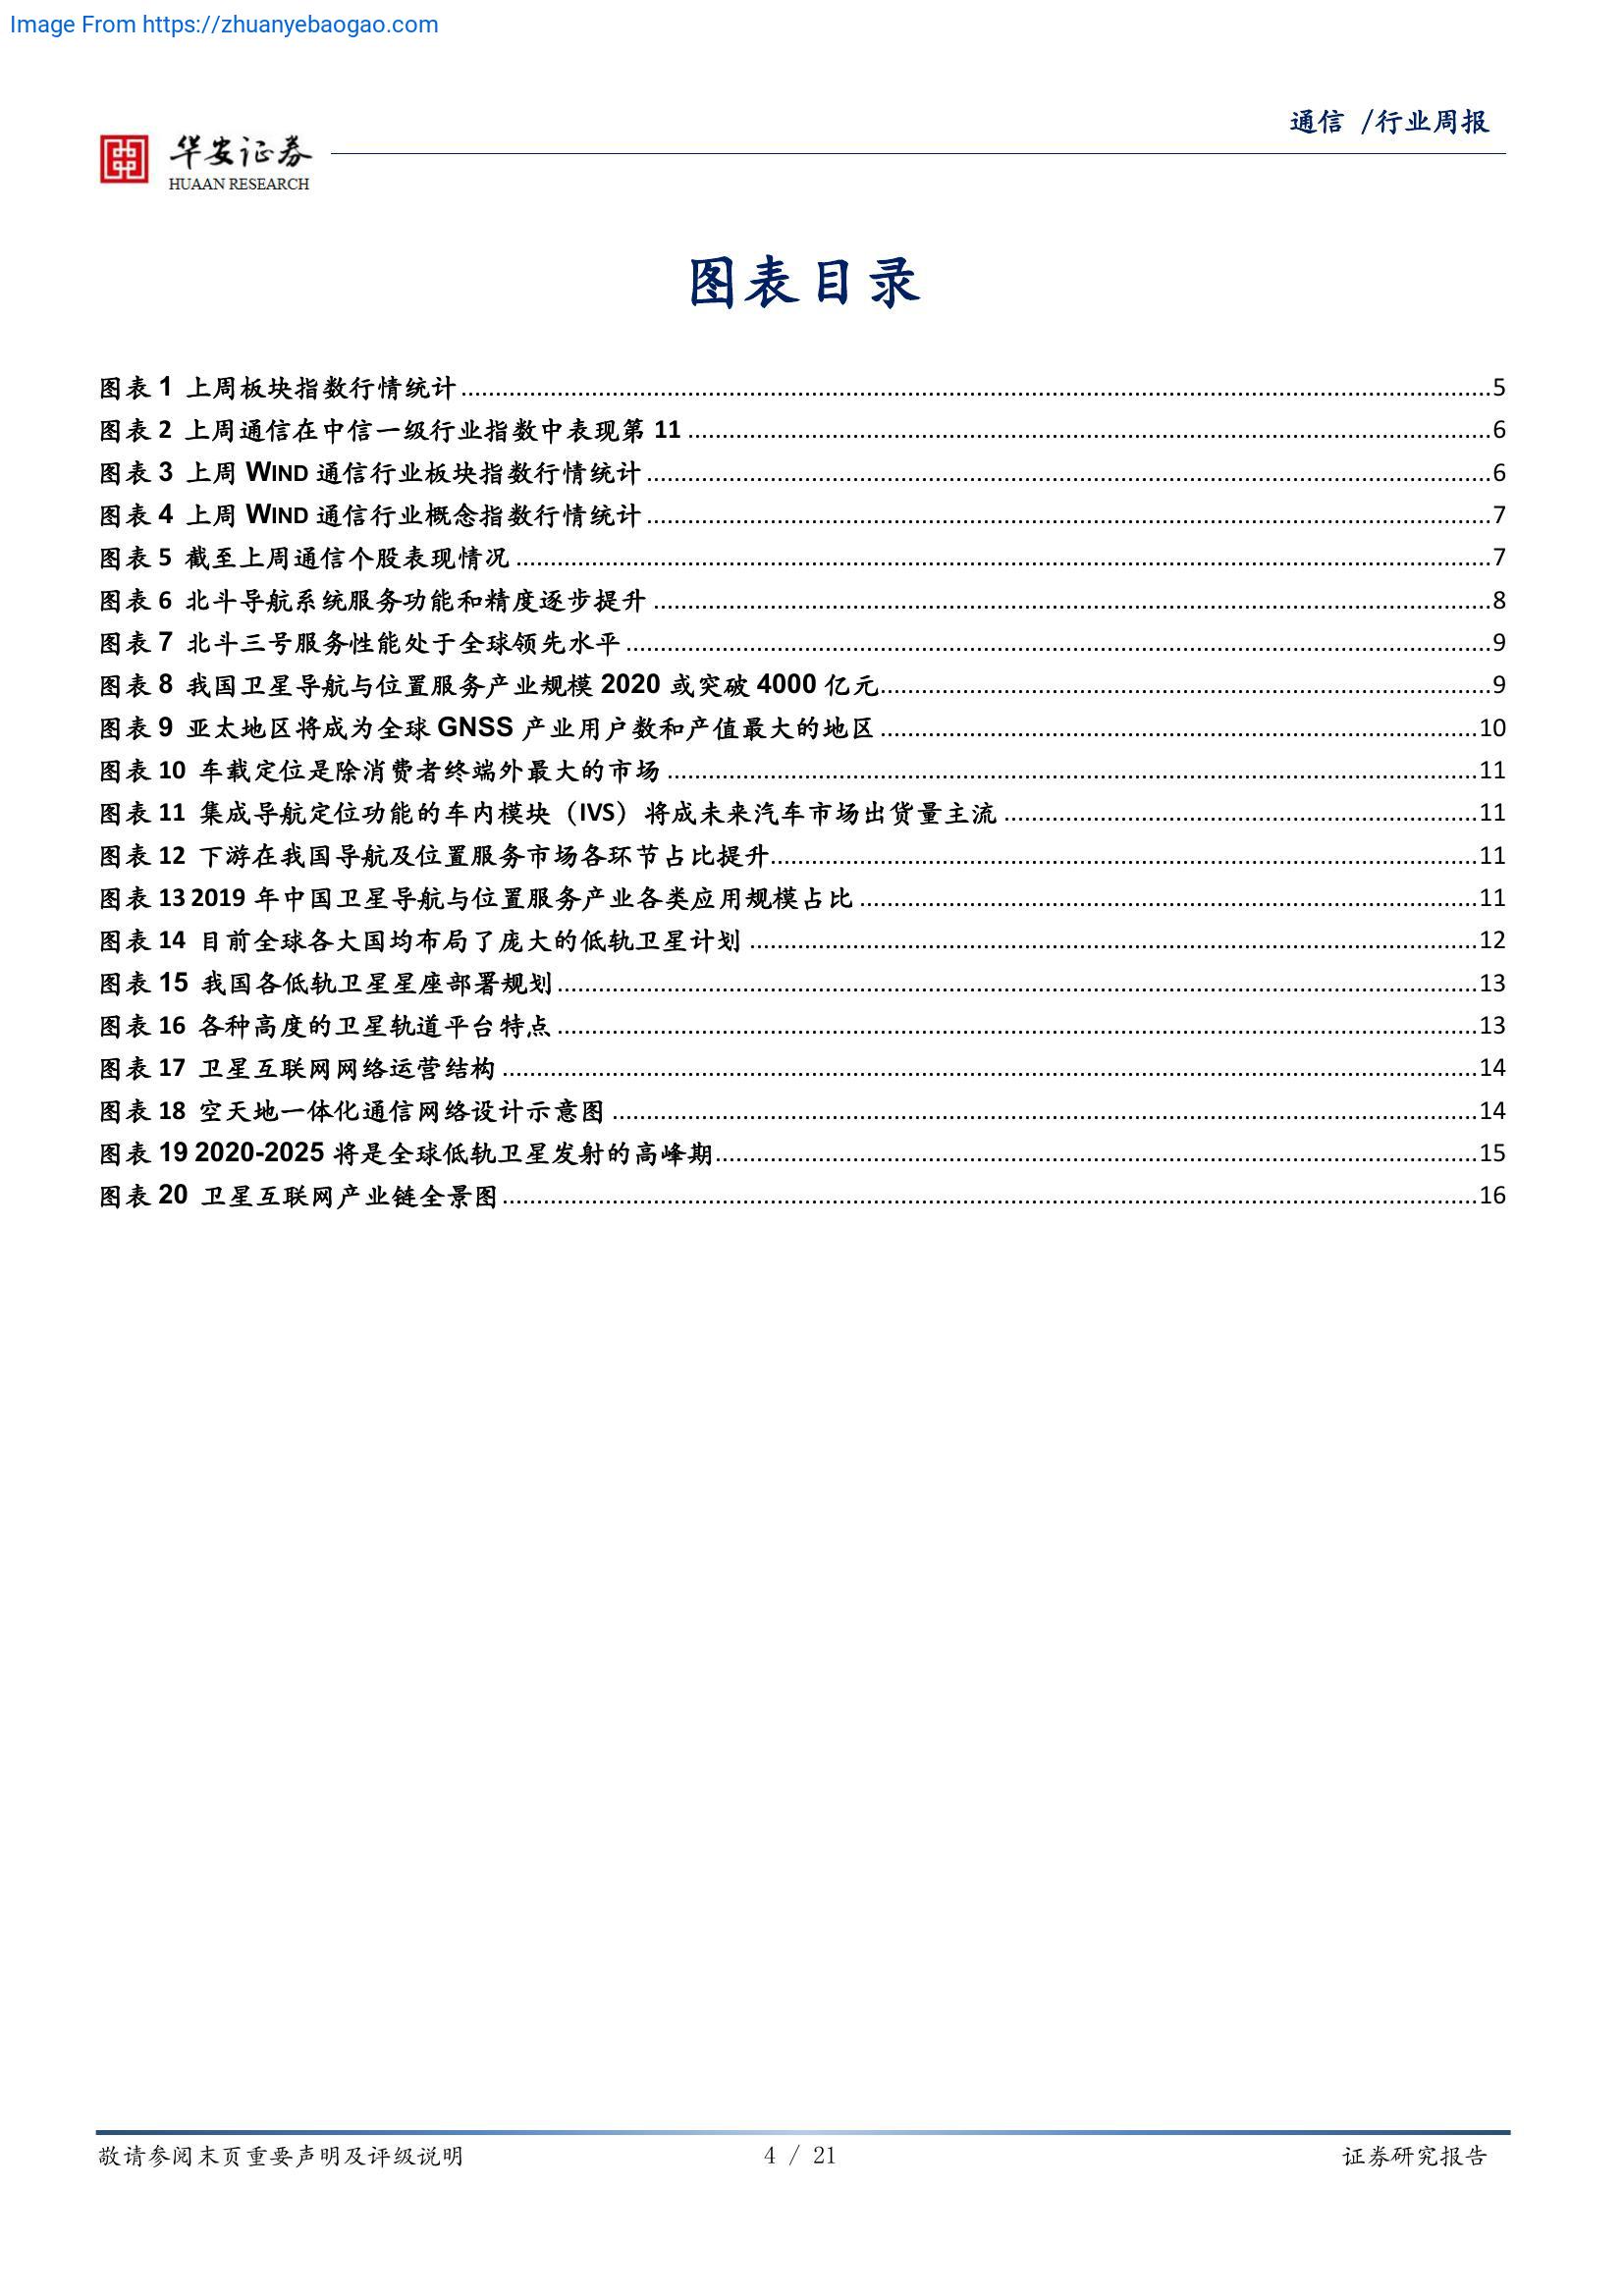 Image From https://zhuanyebaogao.com
通信 /行业周报
华安证券
HUAAN RESEARCH
图表目录
图表 1 上周板块指数行情统计 5
图表 2 上周通信在中信一级行业指数中表现第 11 6
图表 3 上周 WIND 通信行业板块指数行情统计 6
图表 4 上周 WIND 通信行业概念指数行情统计 7
图表 5 截至上周通信个股表现情况 7
图表 6 北斗导航系统服务功能和精度逐步提升 8
图表 7 北斗三号服务性能处于全球领先水平 9
图表 8 我国卫星导航与位置服务产业规模 2020 或突破 4000 亿元 9
图表 9 亚太地区将成为全球 GNSS 产业用户数和产值最大的地区 10
图表 10 车载定位是除消费者终端外最大的市场 11
图表 11 集成导航定位功能的车内模块（IVS）将成未来汽车市场出货量主流 11
图表 12 下游在我国导航及位置服务市场各环节占比提升 11
图表 13 2019 年中国卫星导航与位置服务产业各类应用规模占比 11
图表 14 目前全球各大国均布局了庞大的低轨卫星计划 12
图表 15 我国各低轨卫星星座部署规划 13
图表 16 各种高度的卫星轨道平台特点 13
图表 17 卫星互联网网络运营结构 14
图表 18 空天地一体化通信网络设计示意图 14
图表 19 2020-2025 将是全球低轨卫星发射的高峰期 15
图表 20 卫星互联网产业链全景图 16
敬请参阅末页重要声明及评级说明 4 / 21 证券研究报告